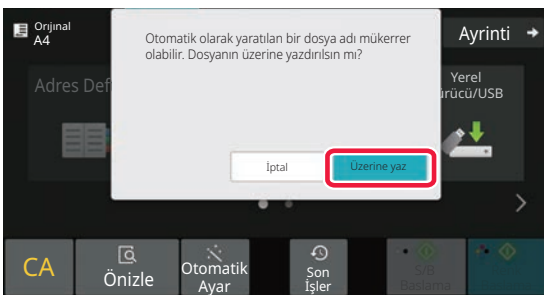 Orijinal
A4
Otomatik olarak yaratılan bir dosya adı mükerrer
olabilir. Dosyanın üzerine yazdırılsın mı?
Ayrinti
Adres Def
Yerel
ürücü/USB
İptal
Üzerine yaz
CA
Önizle
Otomatik
Ayar
Son
İşler
S/B
Başlama